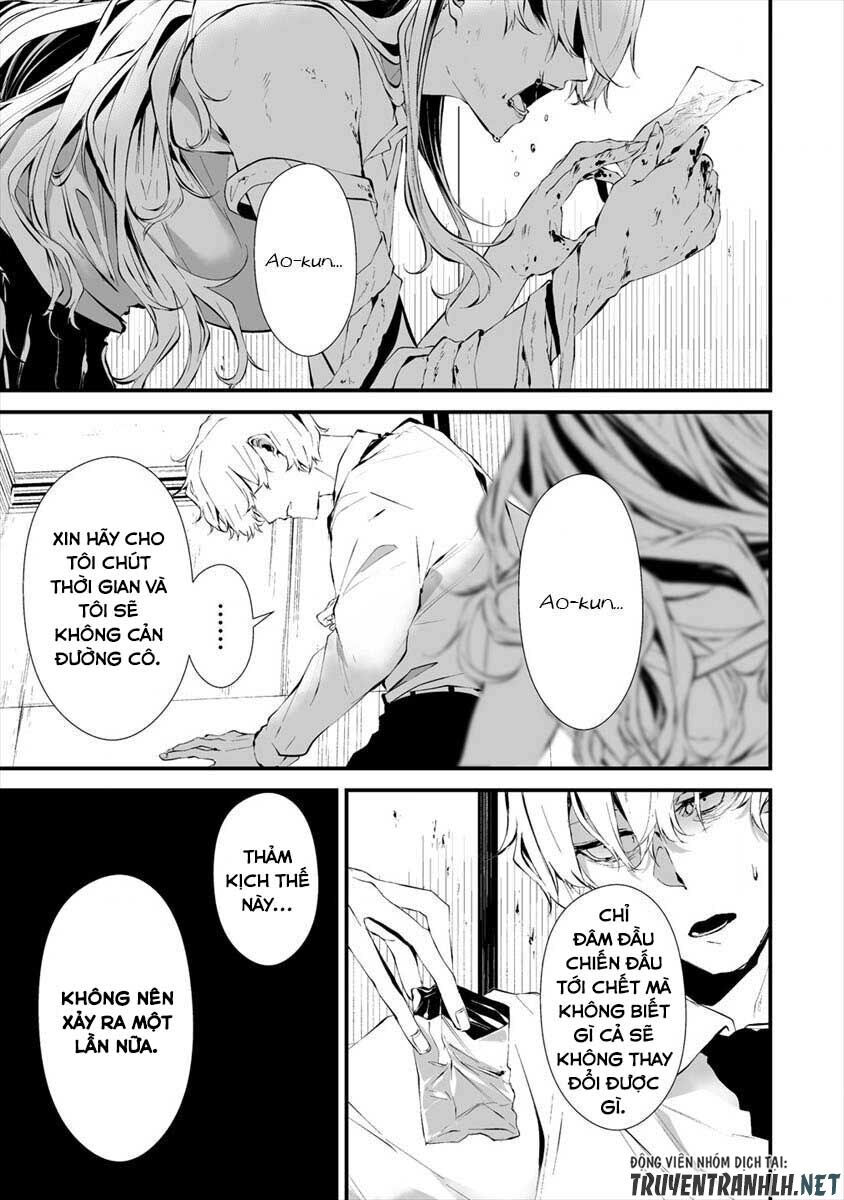 Ao-kun...
Ao-kun...
......
XIN HÃY CHO
TÔI CHÚT
THỜI GIAN VÀ
TÔI SẼ
KHÔNG CẢN
ĐƯỜNG CÔ.
CHỈ
ĐÂM ĐẦU
CHIẾN ĐẤU
TỚI CHẾT MÀ
KHÔNG BIẾT
GÌ CẢ SẼ
KHÔNG THAY
ĐỔI ĐƯỢC
GÌ.
THẢM
KỊCH THẾ
NÀY...
KHÔNG NÊN
XẢY RA MỘT
LẦN NỮA.
ĐỘNG VIÊN NHÓM DỊCH TẠI:
TRUYENTRANHLH.NET